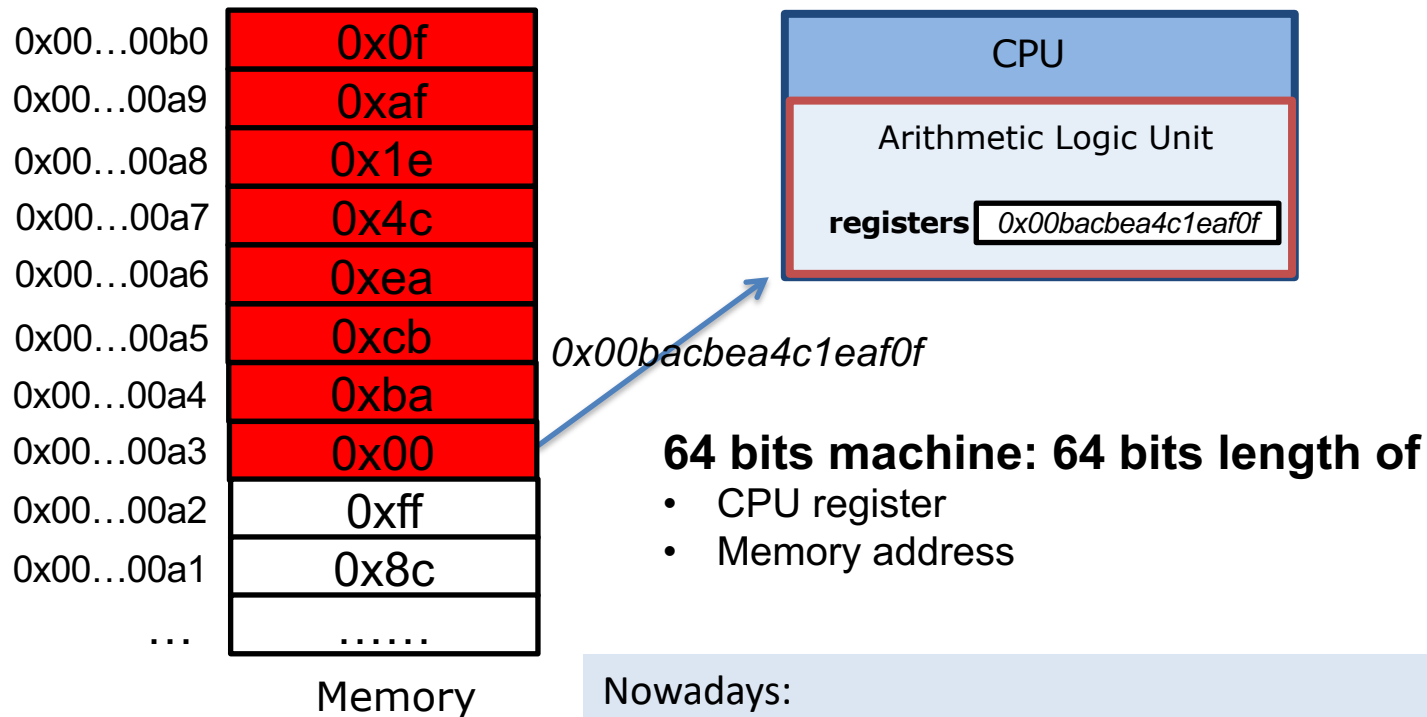 0x00…00b0 0x0f
0x00…00a9 0xaf
0x00…00a8 0x1e
0x00…00a7 0x4c
0x00…00a6 0xea
0x00…00a5 0xcb
0x00…00a4 0xba
0x00…00a3 0x00
0x00…00a2 0xff
0x00…00a1 0x8c
… ……
Memory
CPU
Arithmetic Logic Unit
registers 0x00bacbea4c1eaf0f
0x00bacbea4c1eaf0f
64 bits machine: 64 bits length of
• CPU register
• Memory address
Nowadays: